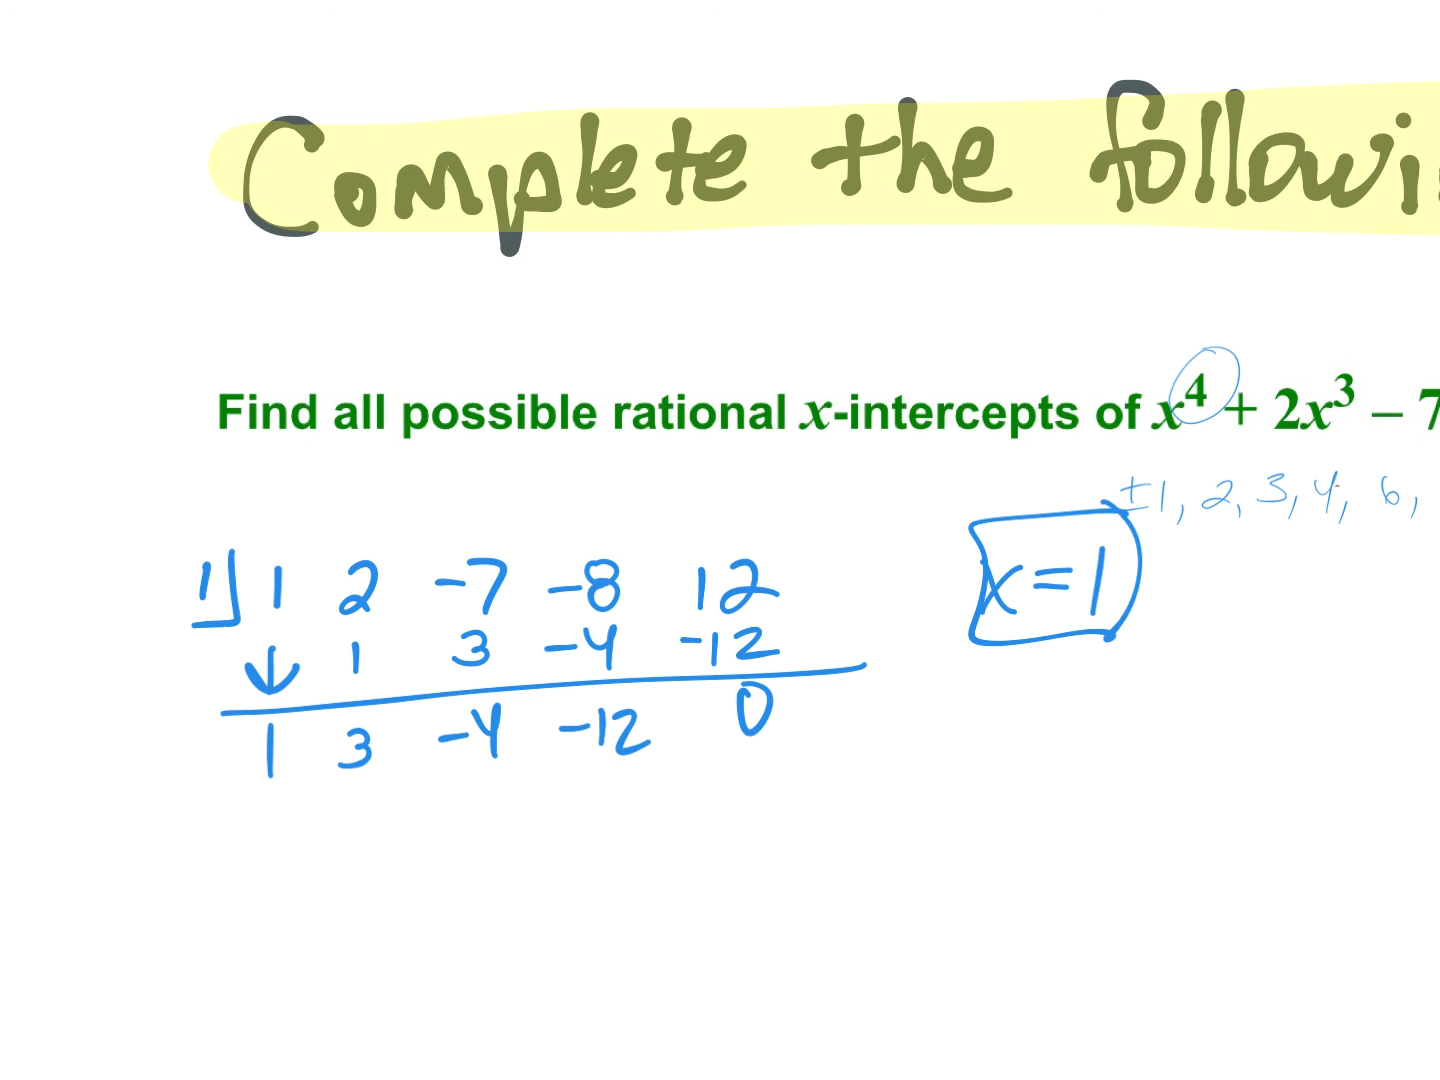 Complete the followi
Find all possible rational x-intercepts of x⁴ + 2x³ – 7
±1, 2, 3, 4, 6,
1 1 2 -7 -8 12
x=1
↓ 1 3 -4 -12
1 3 -4 -12 0